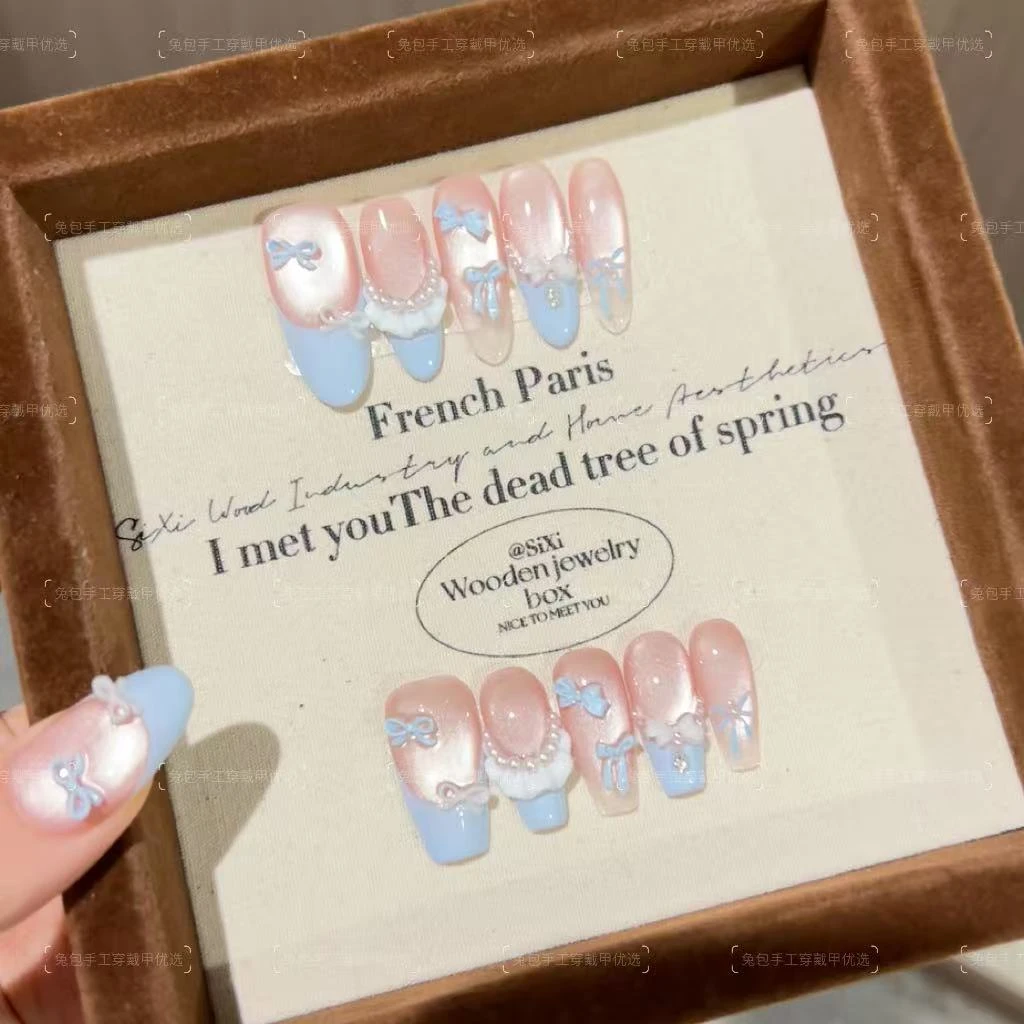 French Paris
SiXi Wood Industry and Home Aesthetics
I met youThe dead tree of spring
@SiXi
Wooden jewelry
box
NICE TO MEET YOU
兔包手工穿戴甲优选